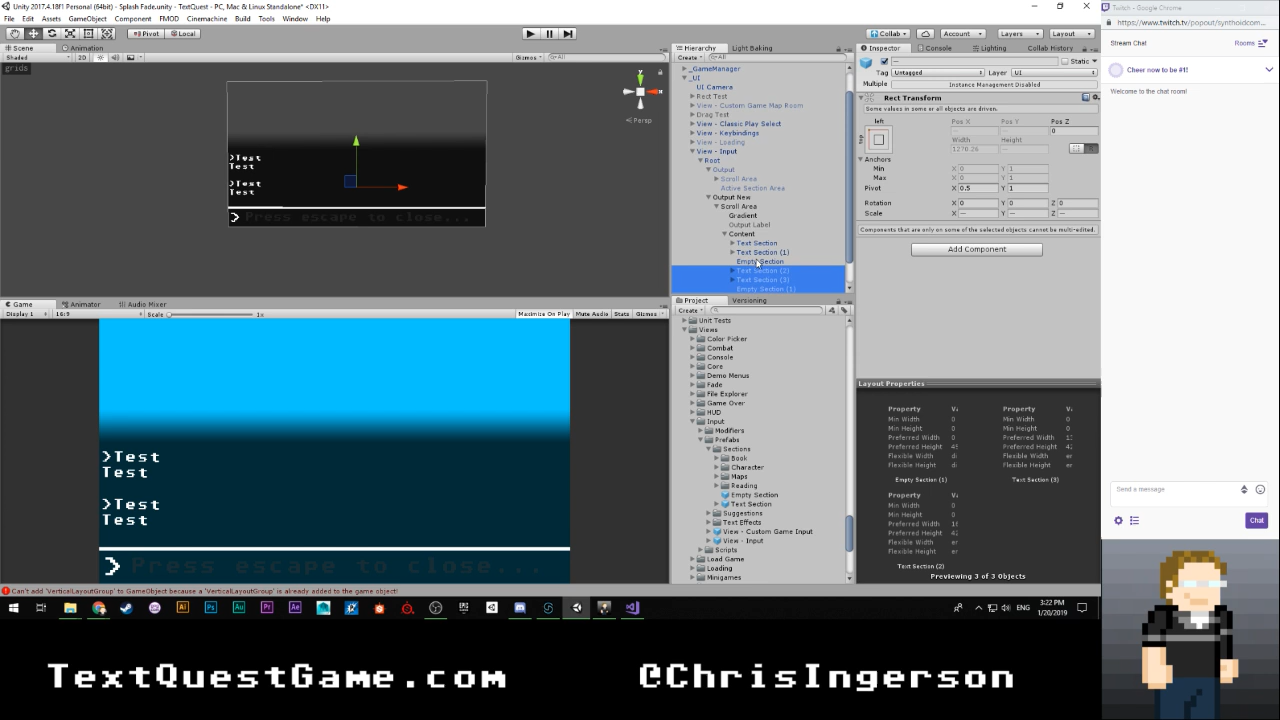 Unity 2017.4.18f1 (64bit) - Splash Fade.unity - TextQuest - PC, Mac & Linux Standalone* <DX11>
File Edit Assets GameObject Component FMOD Cinemachine Build Tools Window Help
Pivot Local
Collab Account Layers Layout
Scene Animation
Shaded 2D Gizmos
grids
Persp
>Test
Test
>Test
Test
> Press escape to close...
Game Animator Audio Mixer
Display 1 16:9 Scale 1x Maximize On Play Mute Audio Stats Gizmos
>Test
Test
>Test
Test
> Press escape to close...
Can't add 'VerticalLayoutGroup' to GameObject because a 'VerticalLayoutGroup' is already added to the game object!
Hierarchy Light Baking
Create
_GameManager
_UI
UI Camera
Rect Test
View - Custom Game Map Room
Drag Test
View - Classic Play Select
View - Keybindings
View - Loading
View - Input
Root
Output
Scroll Area
Active Section Area
Output New
Scroll Area
Gradient
Output Label
Content
Text Section
Text Section (1)
Empty Section
Text Section (2)
Text Section (3)
Empty Section (1)
Project Versioning
Create
Unit Tests
Views
Color Picker
Combat
Console
Core
Demo Menus
Fade
File Explorer
Game Over
HUD
Input
Modifiers
Prefabs
Sections
Book
Character
Maps
Reading
Empty Section
Text Section
Suggestions
Text Effects
View - Custom Game Input
View - Input
Scripts
Load Game
Loading
Minigames
Inspector Console Lighting Collab History
— Static
Tag Untagged Layer UI
Multiple Instance Management Disabled
Rect Transform
Some values in some or all objects are driven.
left Pos X Pos Y Pos Z
top — — 0
Width Height
1270.26 —
Anchors
Min X 0 Y 1
Max X 0 Y 1
Pivot X 0.5 Y 1
Rotation X 0 Y 0 Z 0
Scale X — Y — Z —
Components that are only on some of the selected objects cannot be multi-edited.
Add Component
Layout Properties
Property Property
Min Width 0 Min Width 0
Min Height 0 Min Height 0
Preferred Width 0 Preferred Width
Preferred Height Preferred Height
Flexible Width Flexible Width
Flexible Height Flexible Height
Empty Section (1) Text Section (3)
Property
Min Width 0
Min Height 0
Preferred Width
Preferred Height
Flexible Width
Flexible Height
Text Section (2)
Previewing 3 of 3 Objects
ENG 3:22 PM
1/20/2019
Twitch - Google Chrome
https://www.twitch.tv/popout/synthoidcom...
Stream Chat Rooms
Cheer now to be #1!
Welcome to the chat room!
Send a message
Chat
TextQuestGame.com @ChrisIngerson